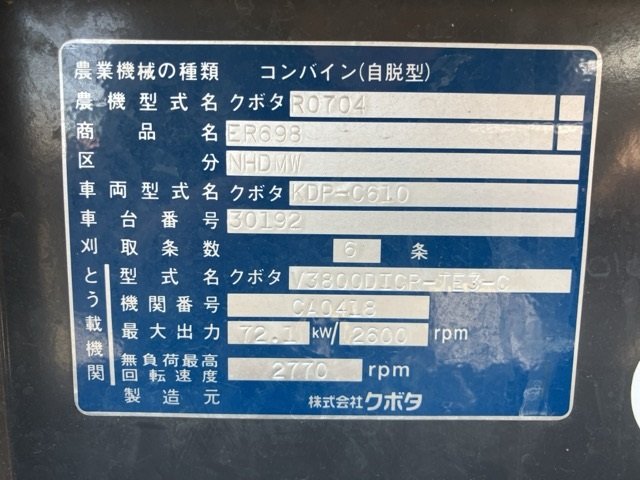 農業機械の種類 コンバイン(自脱型)
農機型式名 クボタ R0704
商品名 ER698
区分 NHDMW
車両型式名 クボタ KDP-C610
車台番号 30192
刈取条数 6 条
とう載機関
型式名 クボタ V3800DICR-TE3-C
機関番号 CA0418
最大出力 72.1 kW/2600 rpm
無負荷最高
回転速度 2770 rpm
製造元 株式会社クボタ